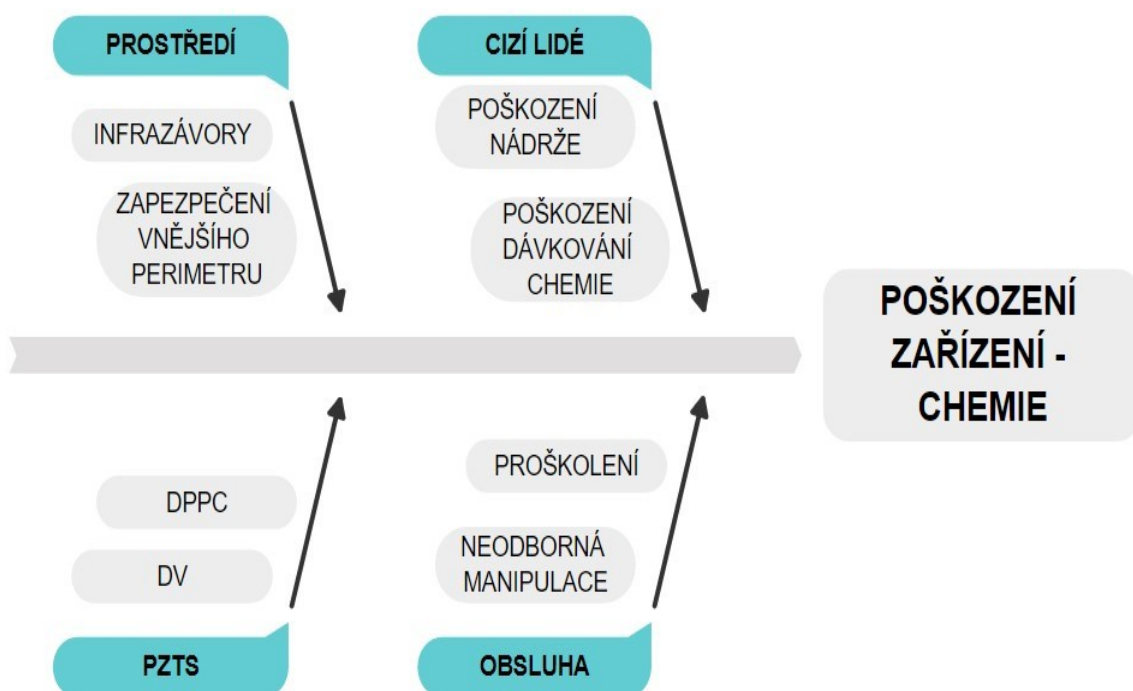 PROSTŘEDÍ
CIZÍ LIDÉ
INFRAZÁVORY
POŠKOZENÍ
NÁDRŽE
ZAPEZPEČENÍ
VNĚJŠÍHO
PERIMETRU
POŠKOZENÍ
DÁVKOVÁNÍ
CHEMIE
POŠKOZENÍ
ZAŘÍZENÍ -
CHEMIE
DPPC
DV
PROŠKOLENÍ
NEODBORNÁ
MANIPULACE
PZTS
OBSLUHA